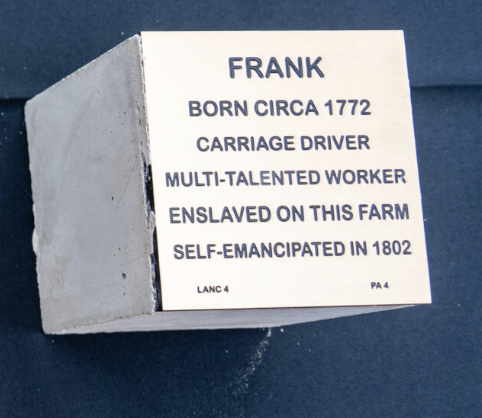 FRANK
BORN CIRCA 1772
CARRIAGE DRIVER
MULTI-TALENTED WORKER
ENSLAVED ON THIS FARM
SELF-EMANCIPATED IN 1802
LANC 4 PA 4